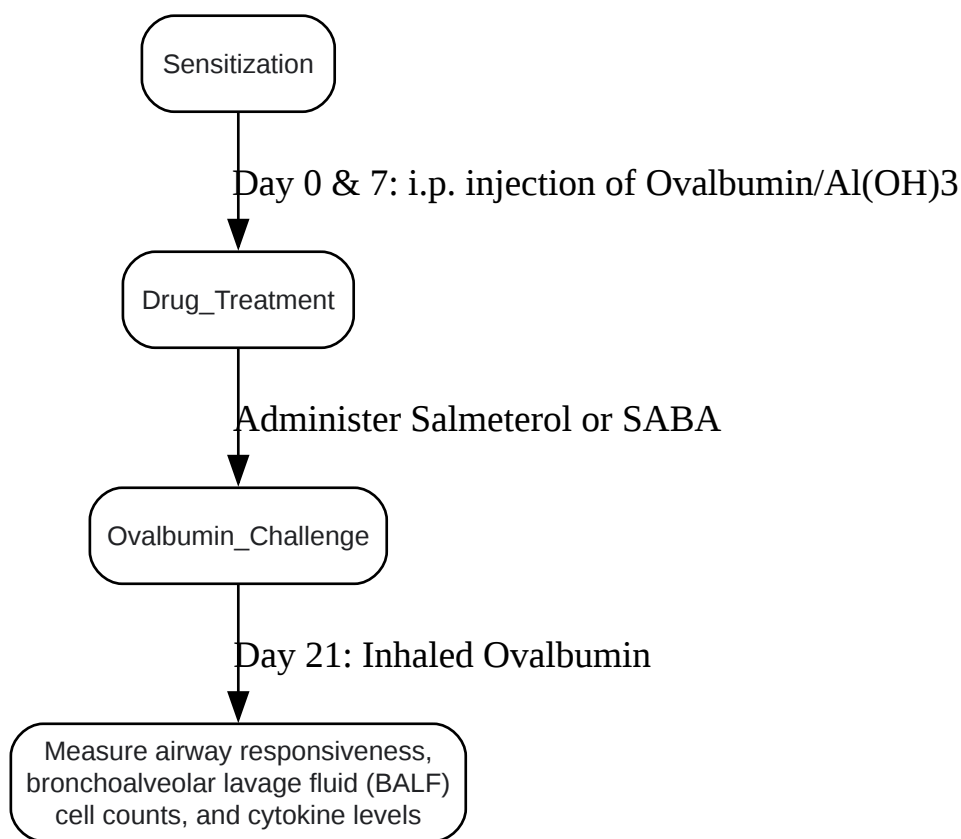 Sensitization
Day 0 & 7: i.p. injection of Ovalbumin/Al(OH)3
Drug_Treatment
Administer Salmeterol or SABA
Ovalbumin_Challenge
Day 21: Inhaled Ovalbumin
Measure airway responsiveness,
bronchoalveolar lavage fluid (BALF)
cell counts, and cytokine levels